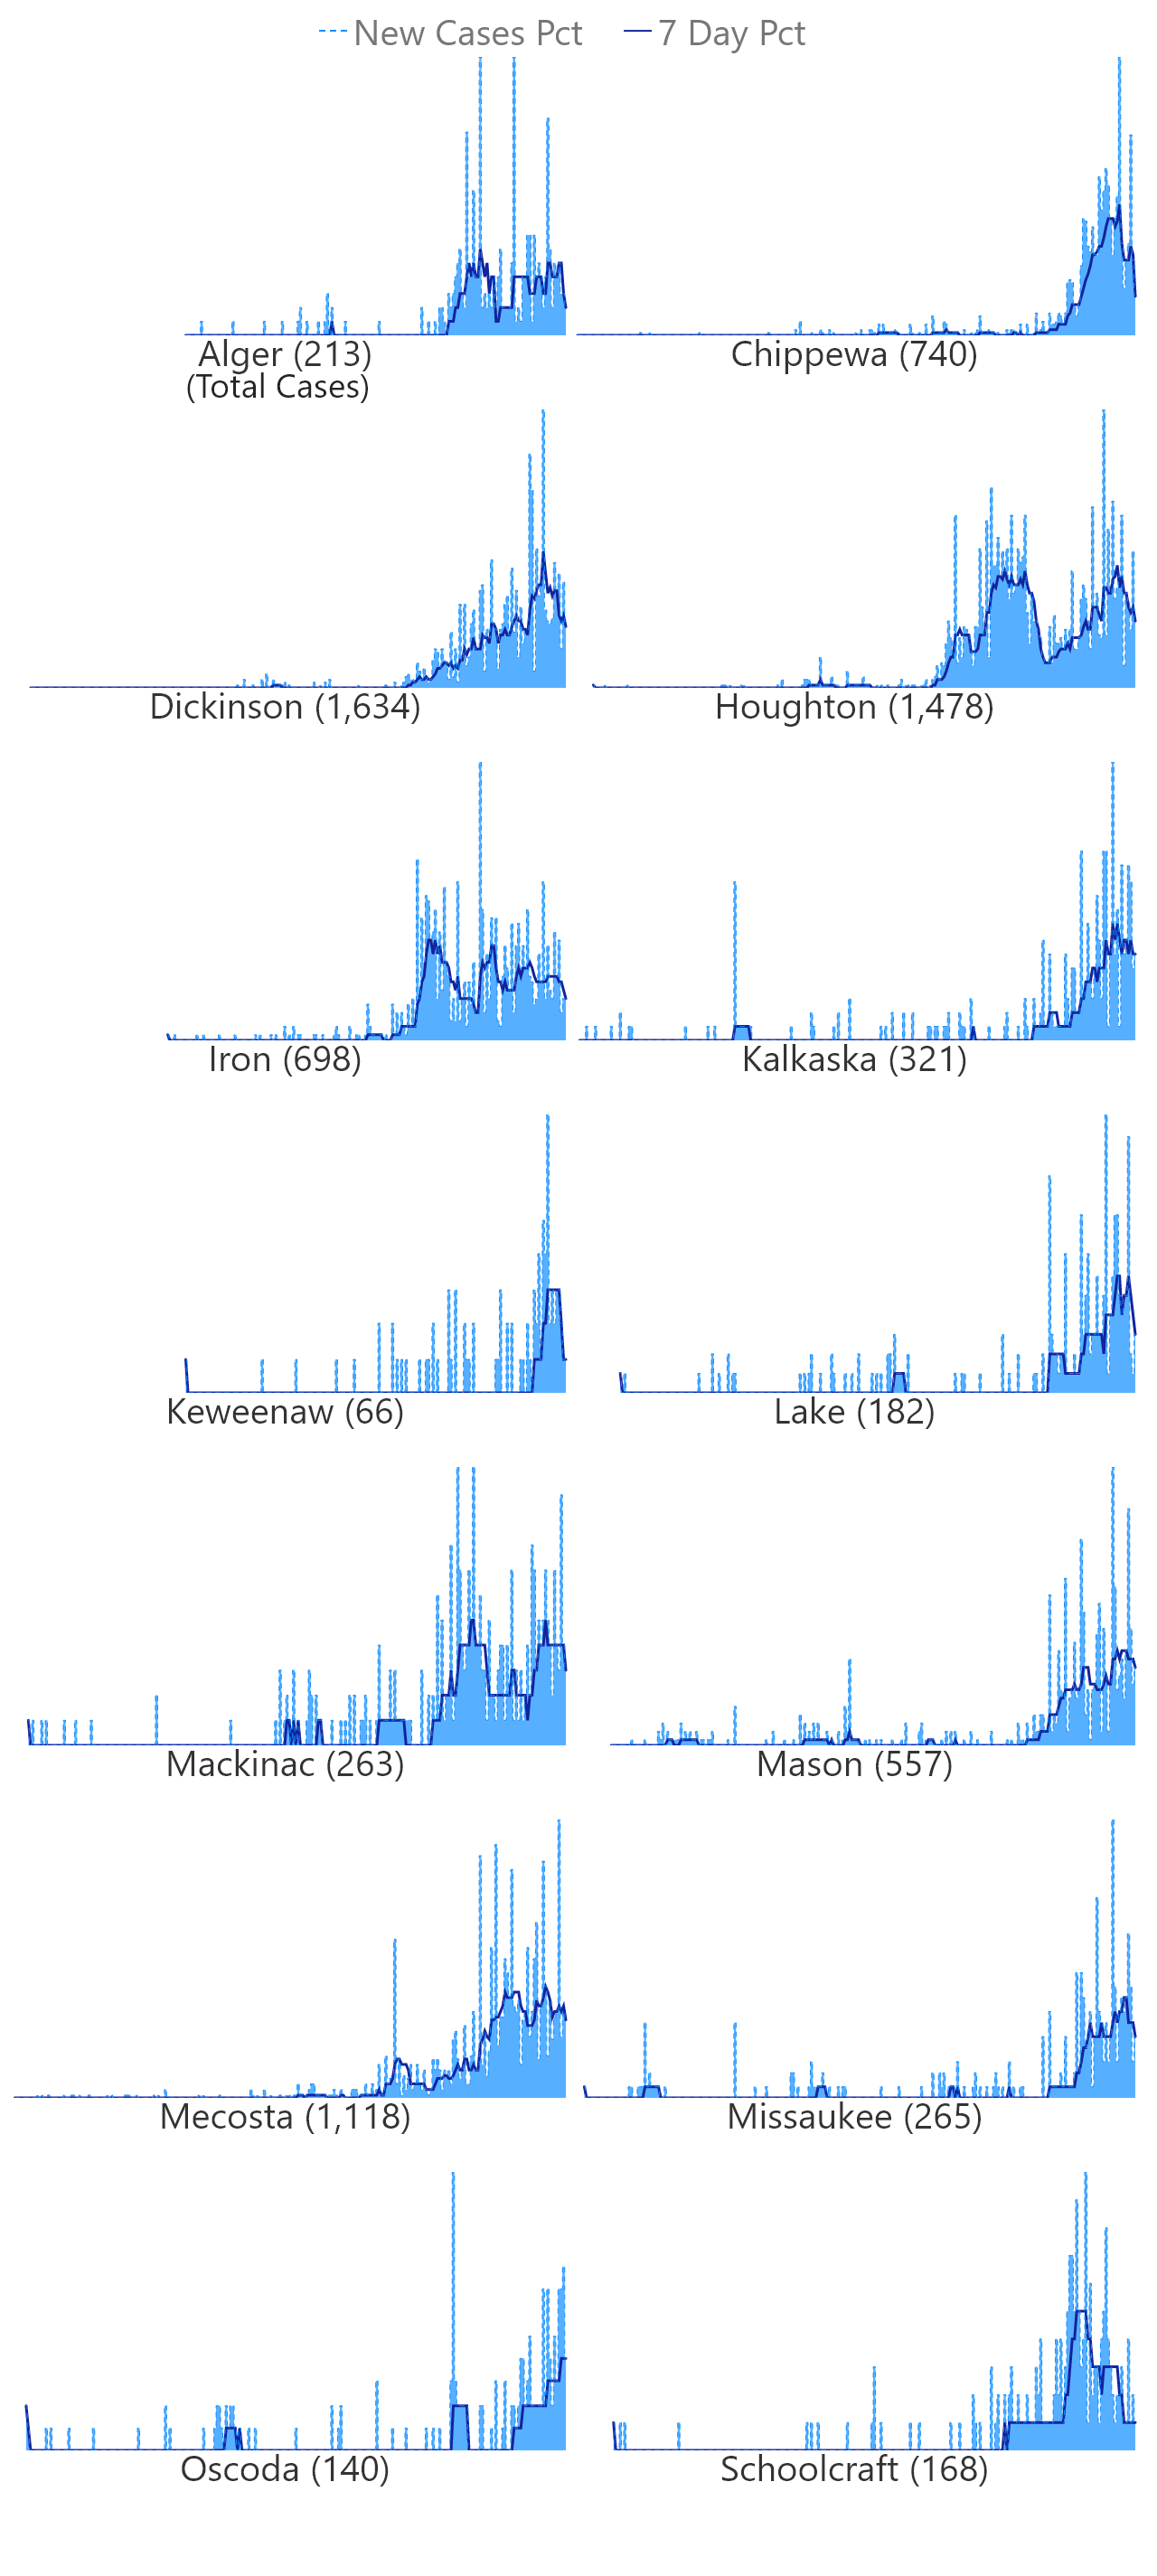 New Cases Pct 7 Day Pct
Alger (213) Chippewa (740)
(Total Cases)
Dickinson (1,634) Houghton (1,478)
Iron (698) Kalkaska (321)
Keweenaw (66) Lake (182)
Mackinac (263) Mason (557)
Mecosta (1,118) Missaukee (265)
Oscoda (140) Schoolcraft (168)